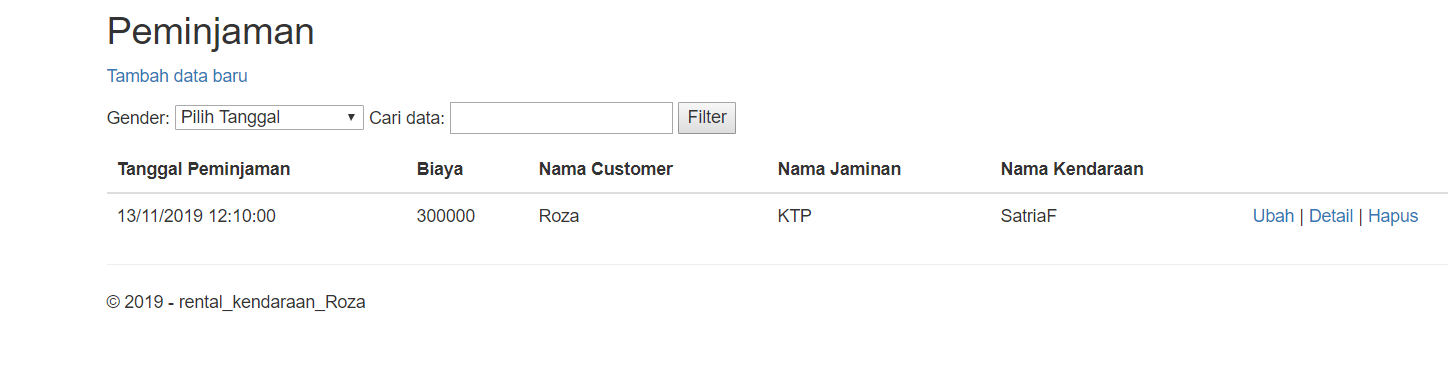 Peminjaman
Tambah data baru
Gender: Pilih Tanggal Cari data: Filter
Tanggal Peminjaman Biaya Nama Customer Nama Jaminan Nama Kendaraan
13/11/2019 12:10:00 300000 Roza KTP SatriaF Ubah | Detail | Hapus
© 2019 - rental_kendaraan_Roza